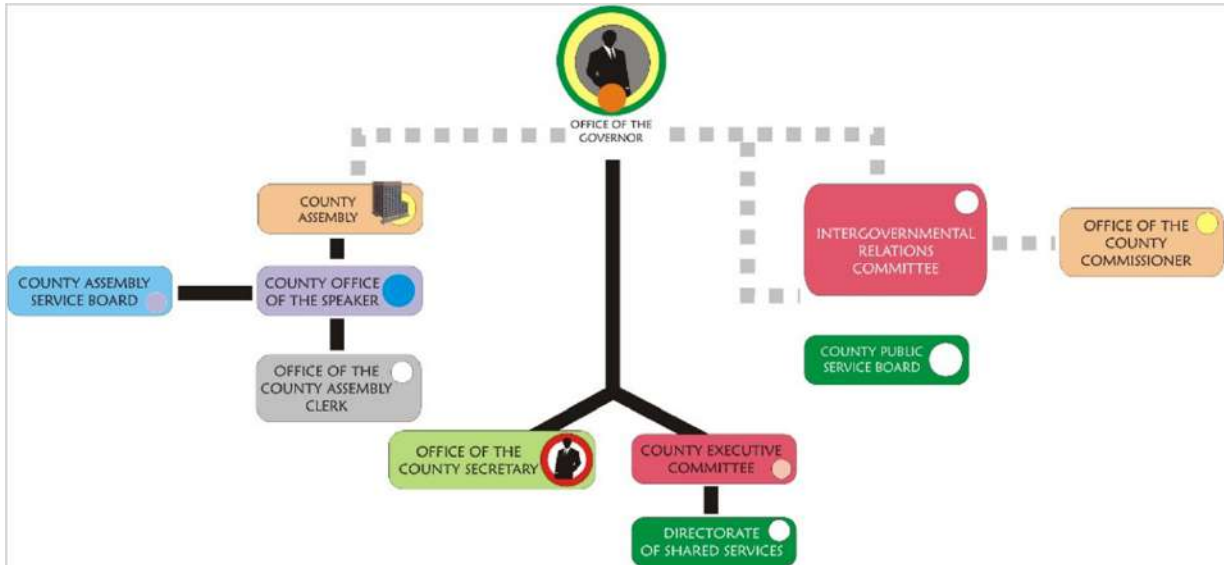 OFFICE OF THE
GOVERNOR
COUNTY
ASSEMBLY
COUNTY ASSEMBLY
SERVICE BOARD
COUNTY OFFICE
OF THE SPEAKER
OFFICE OF THE
COUNTY ASSEMBLY
CLERK
INTERGOVERNMENTAL
RELATIONS
COMMITTEE
OFFICE OF THE
COUNTY
COMMISSIONER
COUNTY PUBLIC
SERVICE BOARD
OFFICE OF THE
COUNTY SECRETARY
COUNTY EXECUTIVE
COMMITTEE
DIRECTORATE
OF SHARED SERVICES